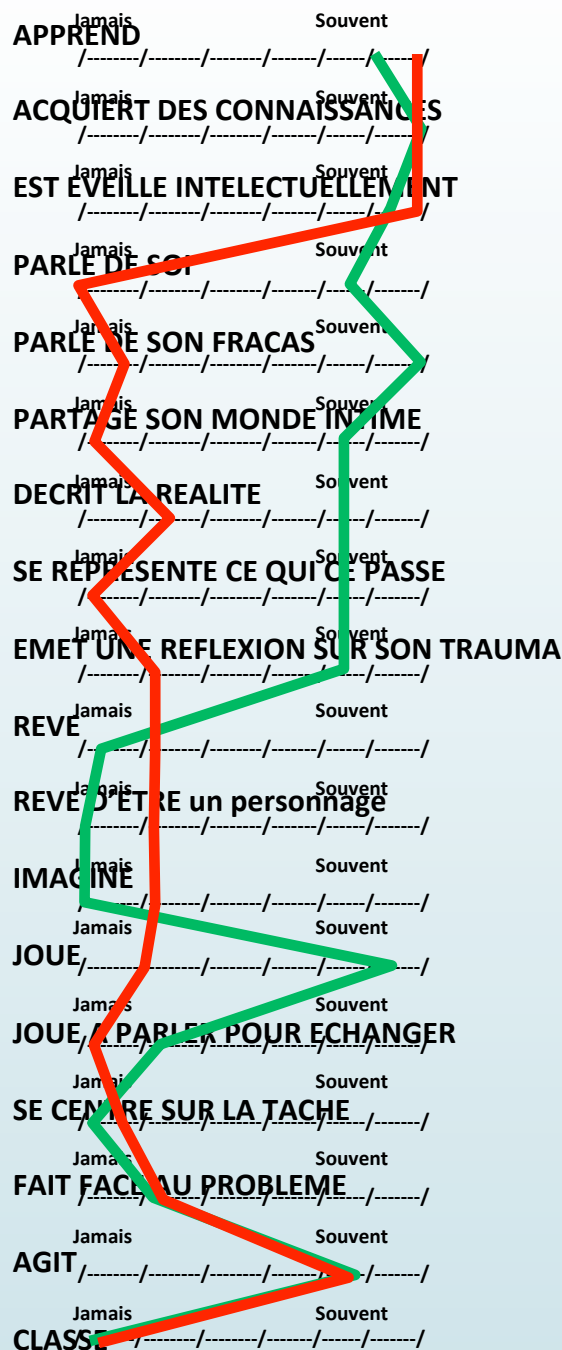 Jamais Souvent
APPREND
/--------/--------/--------/-------/------/-------/
Jamais Souvent
ACQUIERT DES CONNAISSANCES
/--------/--------/--------/-------/------/-------/
Jamais Souvent
EST EVEILLE INTELECTUELLEMENT
/--------/--------/--------/-------/------/-------/
Jamais Souvent
PARLE DE SOI
/--------/--------/--------/-------/------/-------/
Jamais Souvent
PARLE DE SON FRACAS
/--------/--------/--------/-------/------/-------/
Jamais Souvent
PARTAGE SON MONDE INTIME
/--------/--------/--------/-------/------/-------/
Jamais Souvent
DECRIT LA REALITE
/--------/--------/--------/-------/------/-------/
Jamais Souvent
SE REPRESENTE CE QUI CE PASSE
/--------/--------/--------/-------/------/-------/
Jamais Souvent
EMET UNE REFLEXION SUR SON TRAUMA
/--------/--------/--------/-------/------/-------/
Jamais Souvent
REVE
/--------/--------/--------/-------/------/-------/
Jamais Souvent
REVE D'ETRE un personnage
/--------/--------/--------/-------/------/-------/
Jamais Souvent
IMAGINE
/--------/--------/--------/-------/------/-------/
Jamais Souvent
JOUE
/--------/--------/--------/-------/------/-------/
Jamais Souvent
JOUE A PARLER POUR ECHANGER
/--------/--------/--------/-------/------/-------/
Jamais Souvent
SE CENTRE SUR LA TACHE
/--------/--------/--------/-------/------/-------/
Jamais Souvent
FAIT FACE AU PROBLEME
/--------/--------/--------/-------/------/-------/
Jamais Souvent
AGIT
/--------/--------/--------/-------/------/-------/
Jamais Souvent
CLASSE
/--------/--------/--------/-------/------/-------/